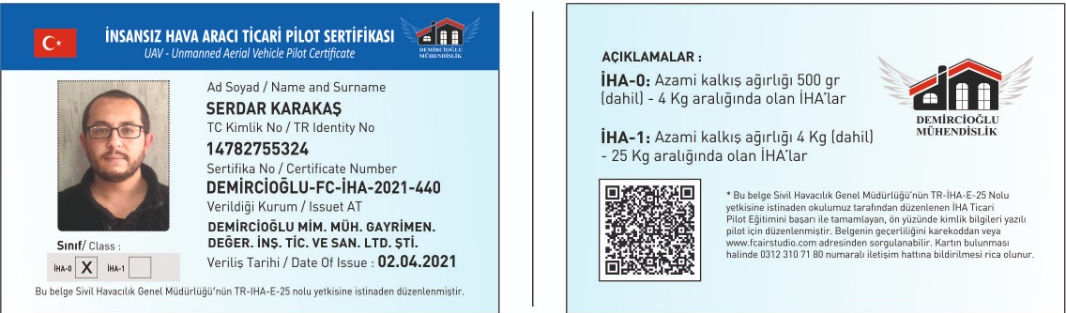 İNSANSIZ HAVA ARACI TİCARİ PİLOT SERTİFİKASI
UAV - Unmanned Aerial Vehicle Pilot Certificate
DEMİRCİOĞLU
MÜHENDİSLİK
Ad Soyad / Name and Surname
SERDAR KARAKAŞ
TC Kimlik No / TR Identity No
14782755324
Sertifika No / Certificate Number
DEMİRCİOĞLU-FC-İHA-2021-440
Verildiği Kurum / Issuet AT
DEMİRCİOĞLU MİM. MÜH. GAYRİMEN.
DEĞER. İNŞ. TİC. VE SAN. LTD. ŞTİ.
Veriliş Tarihi / Date Of Issue : 02.04.2021
Sınıf/ Class :
İHA-0 X İHA-1
Bu belge Sivil Havacılık Genel Müdürlüğü'nün TR-IHA-E-25 nolu yetkisine istinaden düzenlenmiştir.
AÇIKLAMALAR :
İHA-0: Azami kalkış ağırlığı 500 gr
(dahil) - 4 Kg aralığında olan İHA'lar
İHA-1: Azami kalkış ağırlığı 4 Kg (dahil)
- 25 Kg aralığında olan İHA'lar
DEMİRCİOĞLU
MÜHENDİSLİK
* Bu belge Sivil Havacılık Genel Müdürlüğü'nün TR-İHA-E-25 Nolu
yetkisine istinaden okulumuz tarafından düzenlenen İHA Ticari
Pilot Eğitimini başarı ile tamamlayan, ön yüzünde kimlik bilgileri yazılı
pilot için düzenlenmiştir. Belgenin geçerliliğini karekoddan veya
www.fcairstudio.com adresinden sorgulanabilir. Kartın bulunması
halinde 0312 310 71 80 numaralı iletişim hattına bildirilmesi rica olunur.